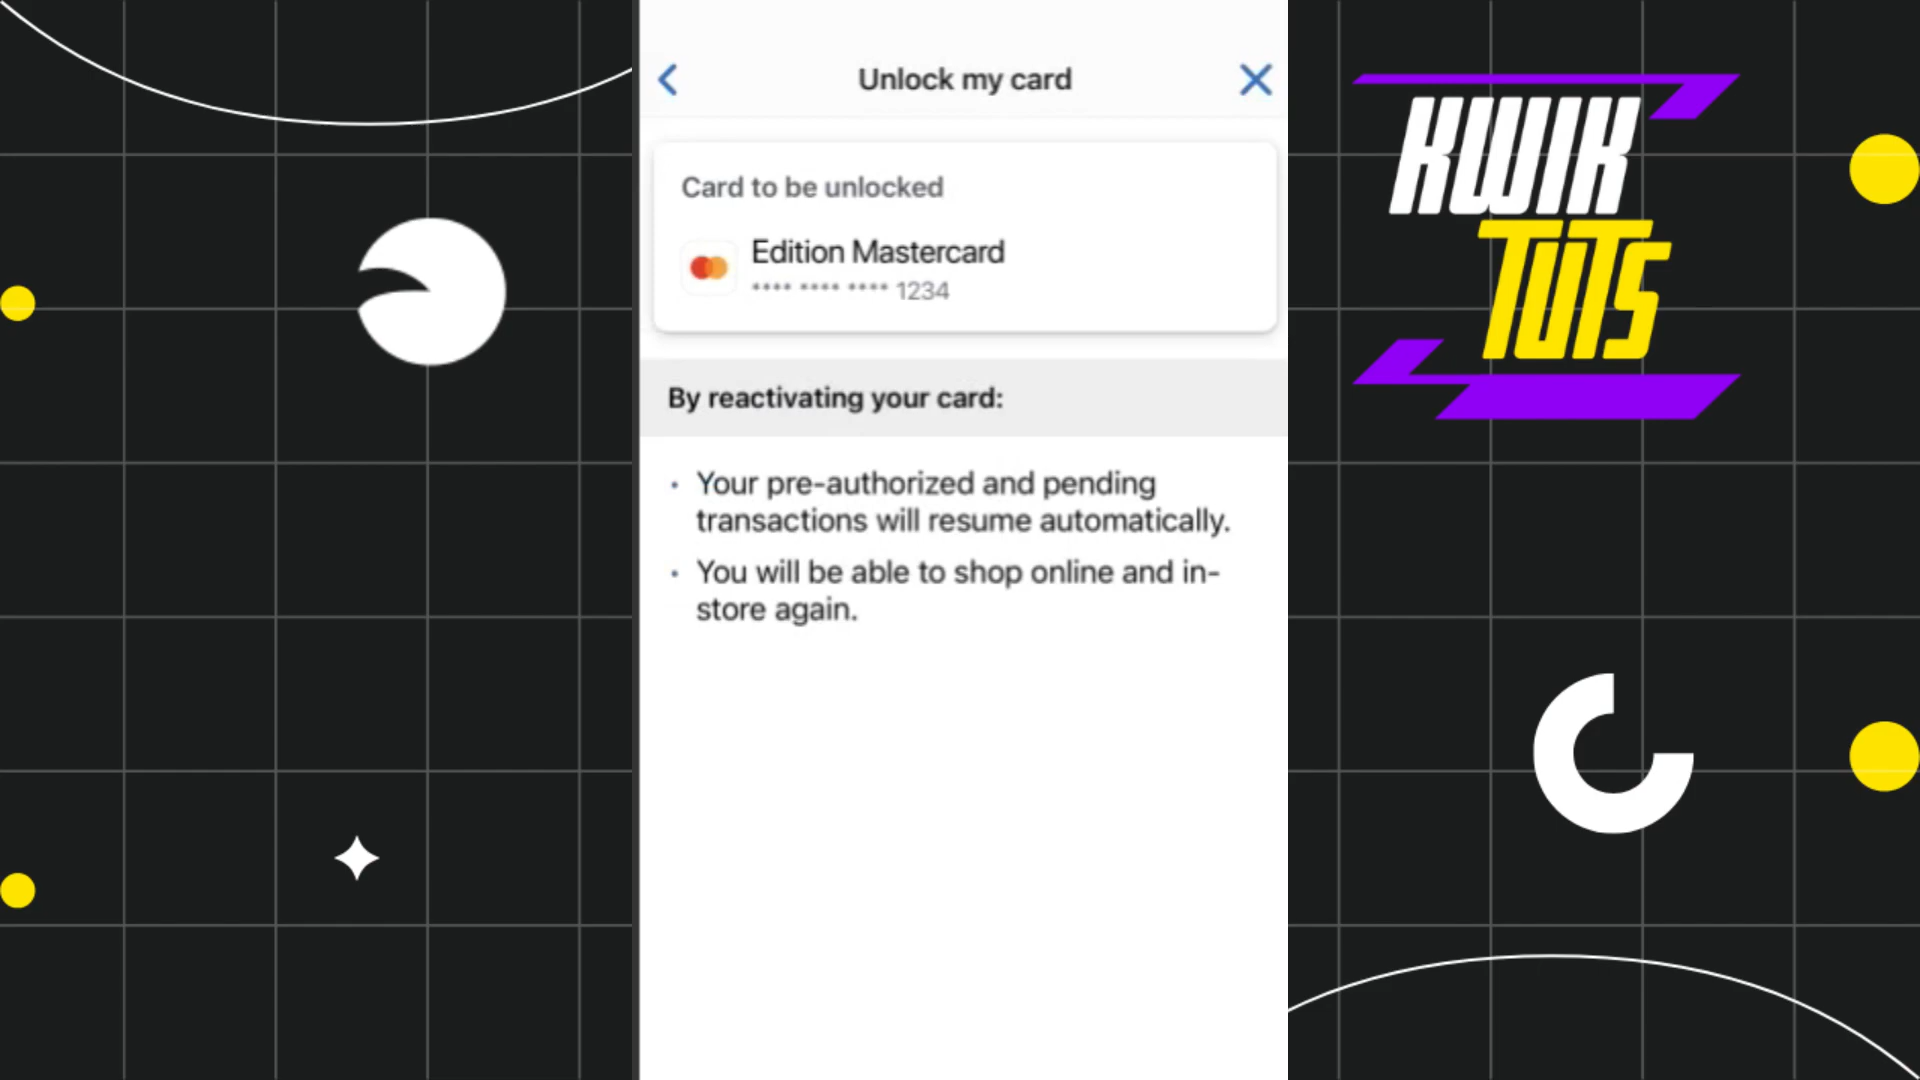 Unlock my card
Card to be unlocked
Edition Mastercard
**** **** **** 1234
By reactivating your card:
• Your pre-authorized and pending
transactions will resume automatically.
• You will be able to shop online and in-
store again.
KWIK
TUTS